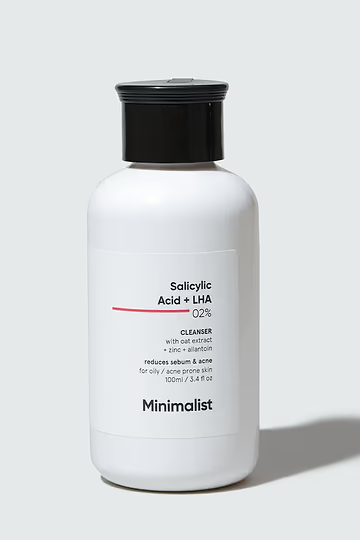 Salicylic
Acid + LHA
02%
CLEANSER
with oat extract
+ zinc + allantoin
reduces sebum & acne
for oily / acne prone skin
100ml / 3.4 fl oz
Minimalist